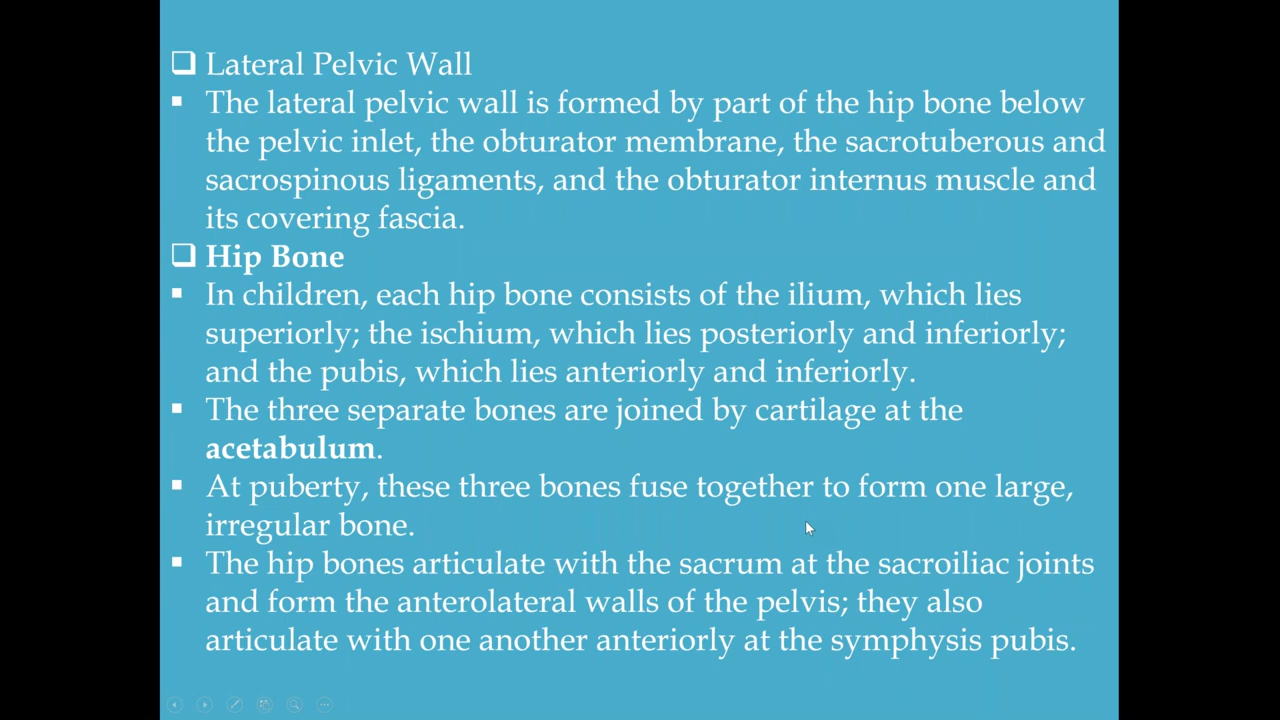 ❑ Lateral Pelvic Wall
▪ The lateral pelvic wall is formed by part of the hip bone below
the pelvic inlet, the obturator membrane, the sacrotuberous and
sacrospinous ligaments, and the obturator internus muscle and
its covering fascia.
❑ Hip Bone
▪ In children, each hip bone consists of the ilium, which lies
superiorly; the ischium, which lies posteriorly and inferiorly;
and the pubis, which lies anteriorly and inferiorly.
▪ The three separate bones are joined by cartilage at the
acetabulum.
▪ At puberty, these three bones fuse together to form one large,
irregular bone.
▪ The hip bones articulate with the sacrum at the sacroiliac joints
and form the anterolateral walls of the pelvis; they also
articulate with one another anteriorly at the symphysis pubis.